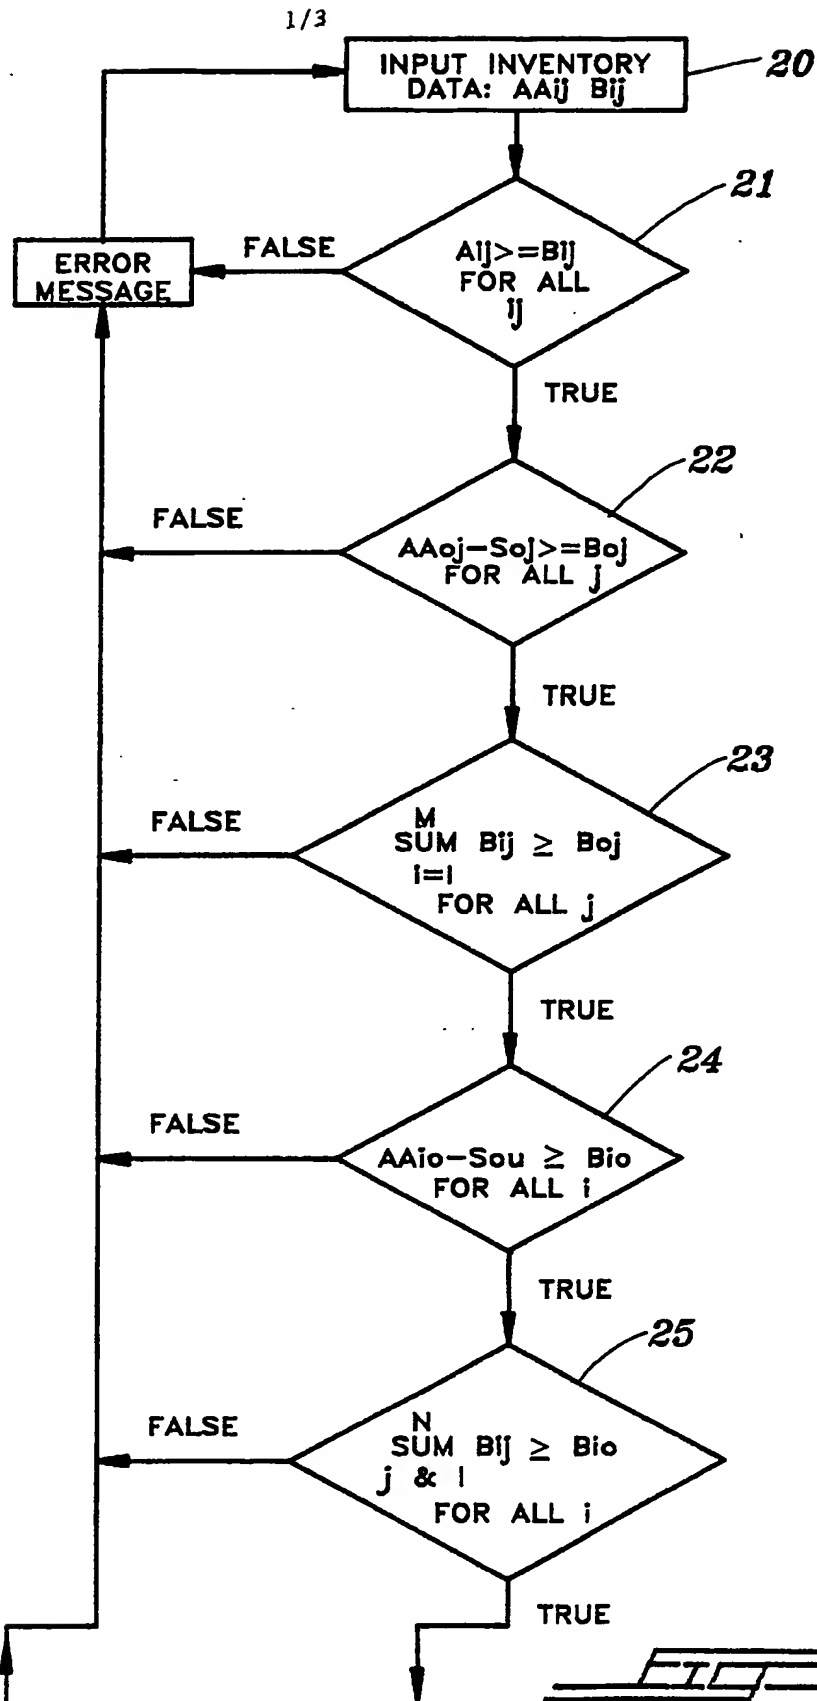 1/3
INPUT INVENTORY
DATA: AAij Bij
20
21
Aij>=Bij
FOR ALL
ij
FALSE
ERROR
MESSAGE
TRUE
22
AAoj-Soj>=Boj
FOR ALL j
FALSE
TRUE
23
M
SUM Bij ≥ Boj
i=1
FOR ALL j
FALSE
TRUE
24
AAio-Sou ≥ Bio
FOR ALL i
FALSE
TRUE
25
N
SUM Bij ≥ Bio
j & 1
FOR ALL i
FALSE
TRUE